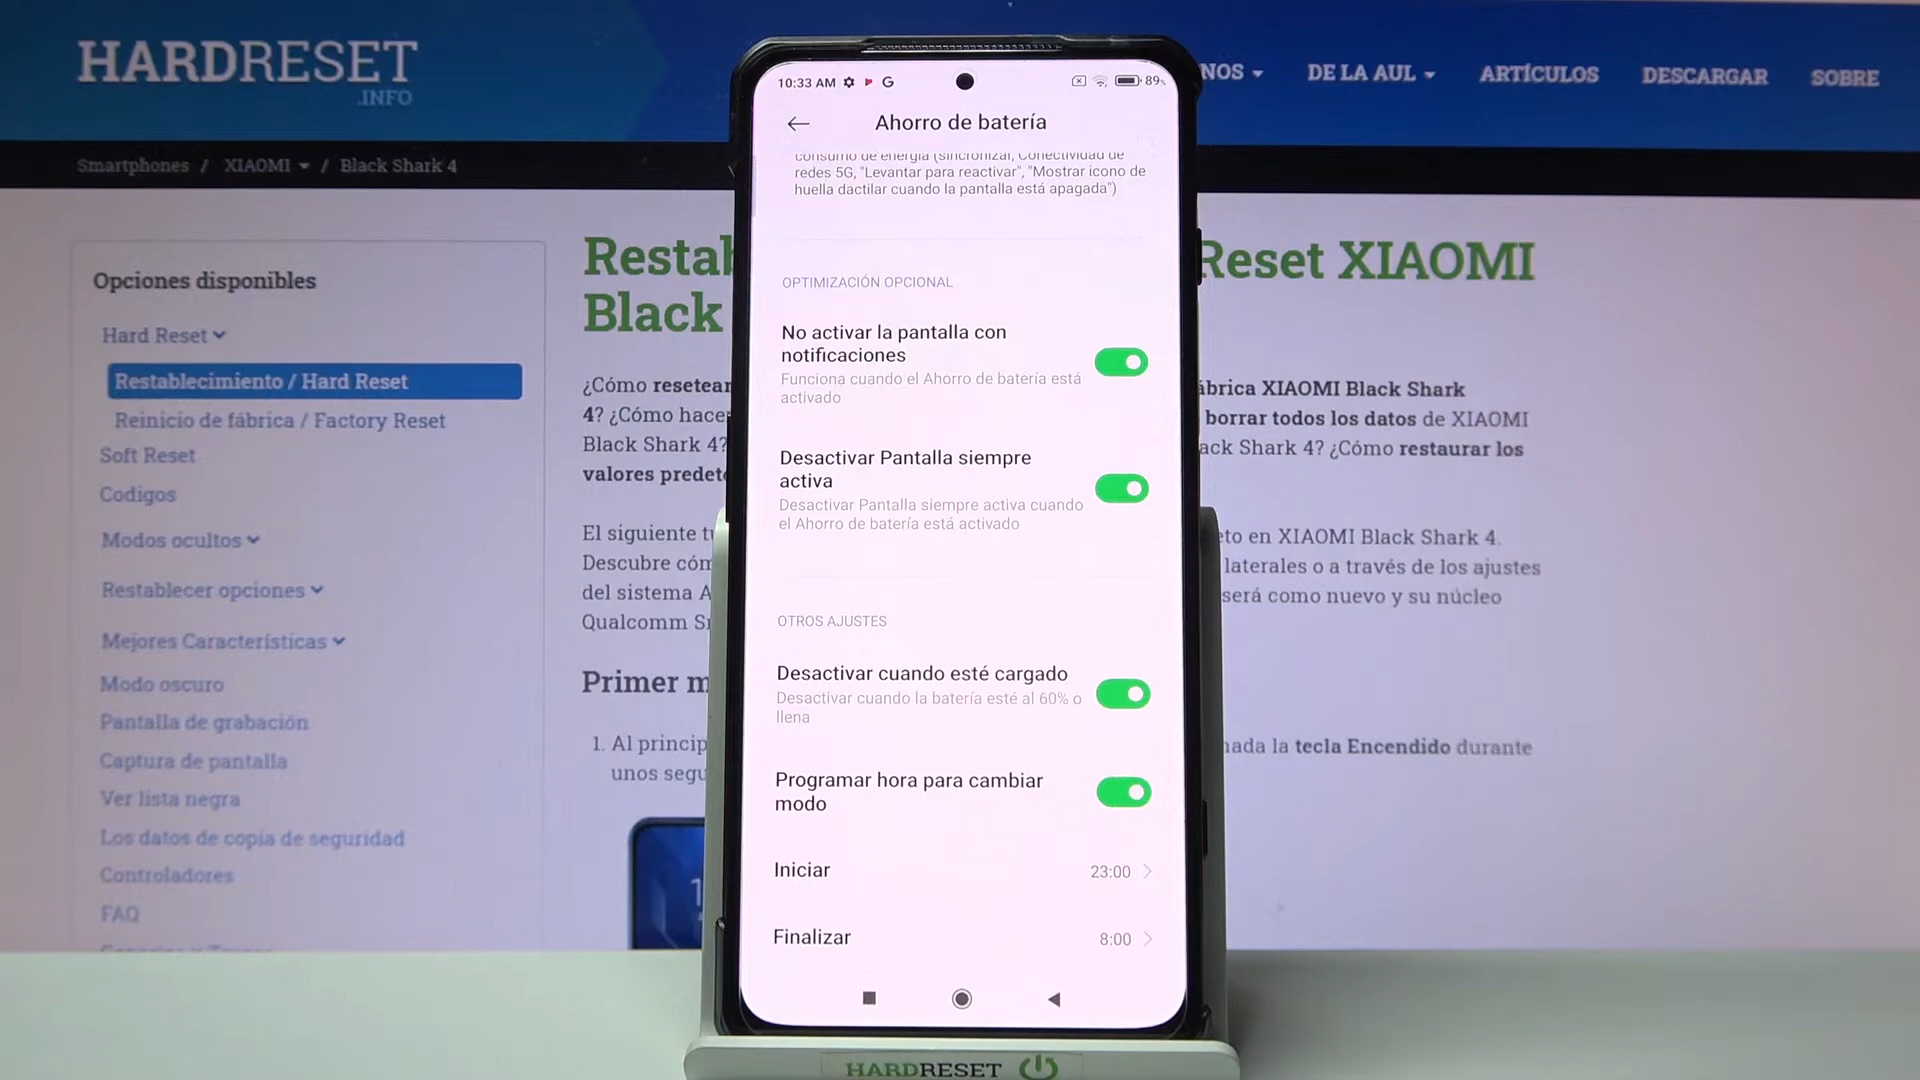 HARDRESET
.INFO
NOS
DE LA AUL
ARTÍCULOS
DESCARGAR
SOBRE
Smartphones / XIAOMI / Black Shark 4
Opciones disponibles
Hard Reset
Restablecimiento / Hard Reset
Reinicio de fábrica / Factory Reset
Soft Reset
Codigos
Modos ocultos
Restablecer opciones
Mejores Características
Modo oscuro
Pantalla de grabación
Captura de pantalla
Ver lista negra
Los datos de copia de seguridad
Controladores
FAQ
Restab
Reset XIAOMI
Black
¿Cómo resetear
ábrica XIAOMI Black Shark
4? ¿Cómo hace
borrar todos los datos de XIAOMI
Black Shark 4?
ack Shark 4? ¿Cómo restaurar los
valores predete
El siguiente tu
eto en XIAOMI Black Shark 4.
Descubre cóm
laterales o a través de los ajustes
del sistema A
será como nuevo y su núcleo
Qualcomm S
Primer m
1. Al princip
nada la tecla Encendido durante
unos segu
10:33 AM
G
89%
Ahorro de batería
consumo de energía (sincronizar, Conectividad de
redes 5G, "Levantar para reactivar", "Mostrar icono de
huella dactilar cuando la pantalla está apagada")
OPTIMIZACIÓN OPCIONAL
No activar la pantalla con
notificaciones
Funciona cuando el Ahorro de batería está
activado
Desactivar Pantalla siempre
activa
Desactivar Pantalla siempre activa cuando
el Ahorro de batería está activado
OTROS AJUSTES
Desactivar cuando esté cargado
Desactivar cuando la batería esté al 60% o
llena
Programar hora para cambiar
modo
Iniciar
23:00
Finalizar
8:00
HARDRESET